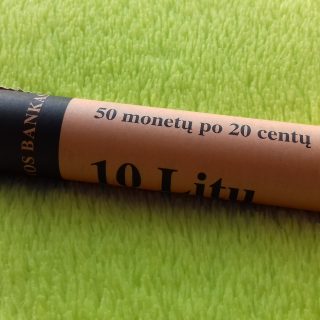 50 monetų po 20 centų
10 Litų
OS BANKAS